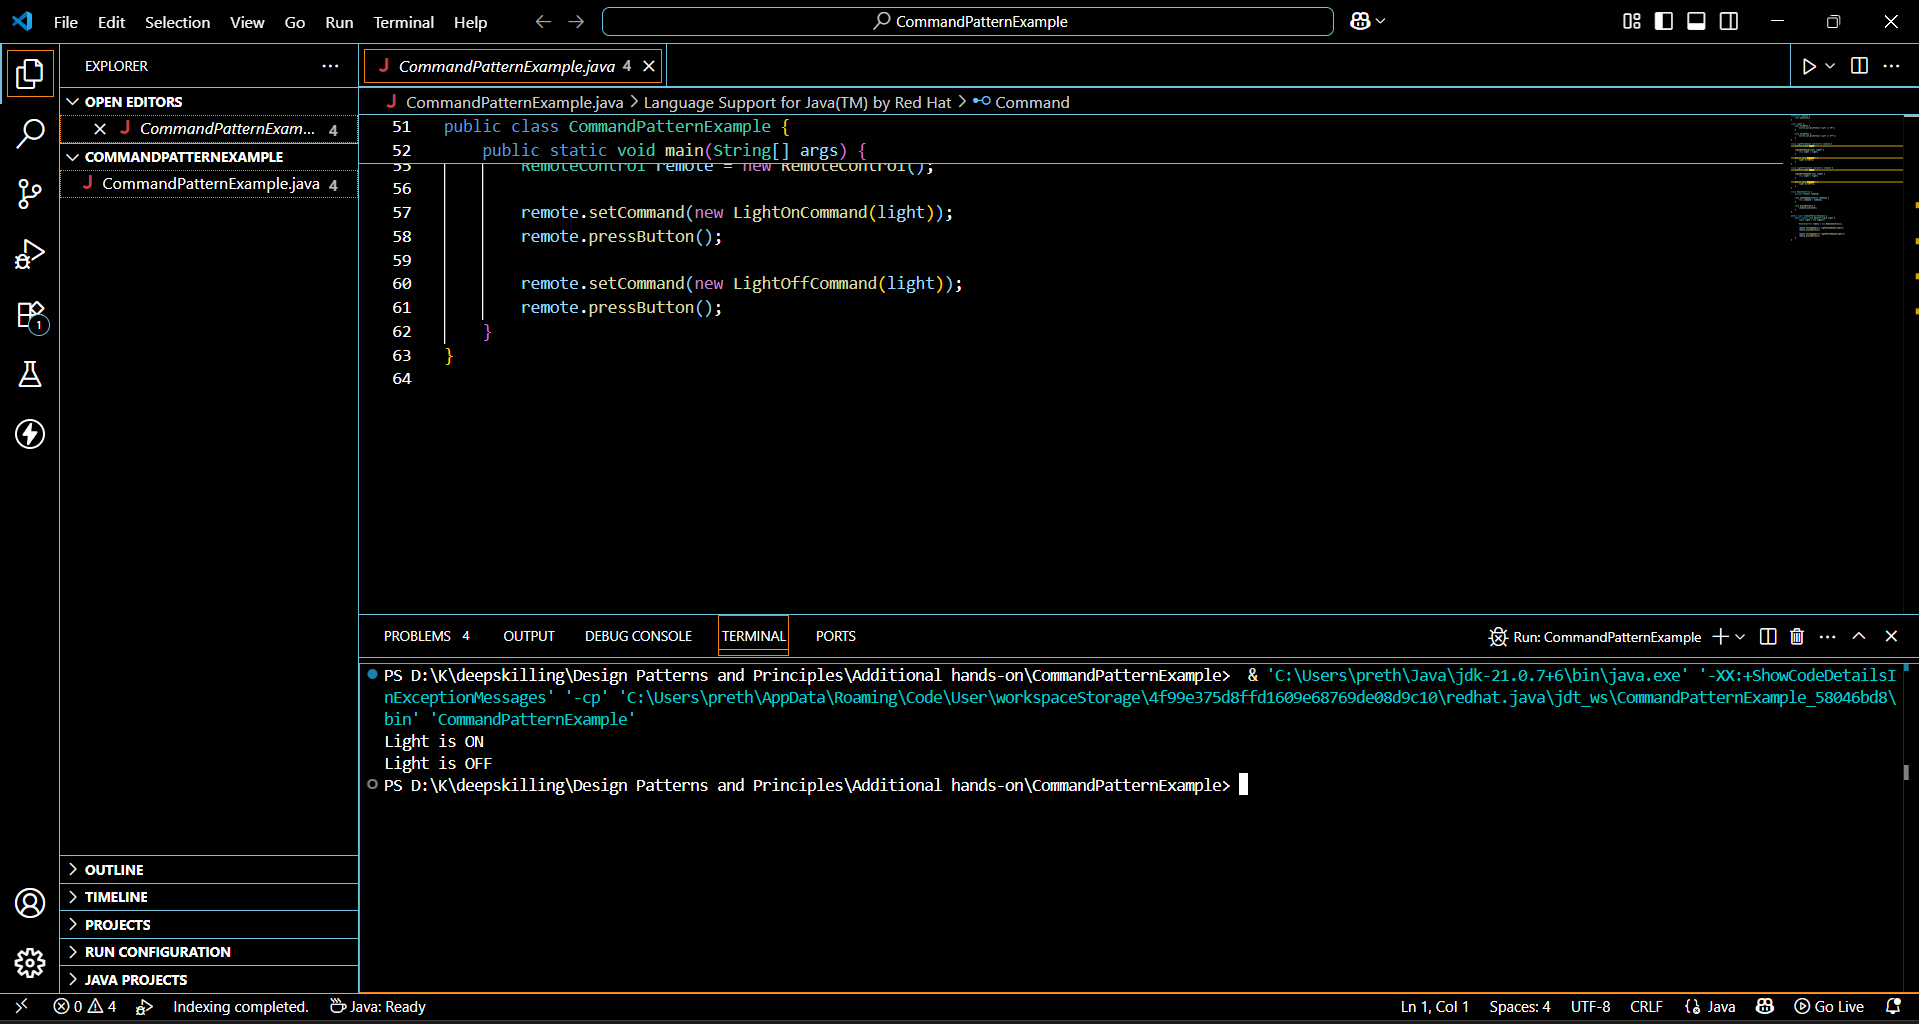 File Edit Selection View Go Run Terminal Help
CommandPatternExample
EXPLORER
OPEN EDITORS
J CommandPatternExam... 4
COMMANDPATTERNEXAMPLE
J CommandPatternExample.java 4
OUTLINE
TIMELINE
PROJECTS
RUN CONFIGURATION
JAVA PROJECTS
1
J CommandPatternExample.java 4
J CommandPatternExample.java > Language Support for Java(TM) by Red Hat > Command
51 public class CommandPatternExample {
52 public static void main(String[] args) {
55 RemoteControl remote = new RemoteControl();
56
57 remote.setCommand(new LightOnCommand(light));
58 remote.pressButton();
59
60 remote.setCommand(new LightOffCommand(light));
61 remote.pressButton();
62 }
63 }
64
PROBLEMS 4 OUTPUT DEBUG CONSOLE TERMINAL PORTS
Run: CommandPatternExample
PS D:\K\deepskilling\Design Patterns and Principles\Additional hands-on\CommandPatternExample> & 'C:\Users\preth\Java\jdk-21.0.7+6\bin\java.exe' '-XX:+ShowCodeDetailsI
nExceptionMessages' '-cp' 'C:\Users\preth\AppData\Roaming\Code\User\workspaceStorage\4f99e375d8ffd1609e68769de08d9c10\redhat.java\jdt_ws\CommandPatternExample_58046bd8\
bin' 'CommandPatternExample'
Light is ON
Light is OFF
PS D:\K\deepskilling\Design Patterns and Principles\Additional hands-on\CommandPatternExample>
0 4 Indexing completed. Java: Ready
Ln 1, Col 1 Spaces: 4 UTF-8 CRLF Java Go Live